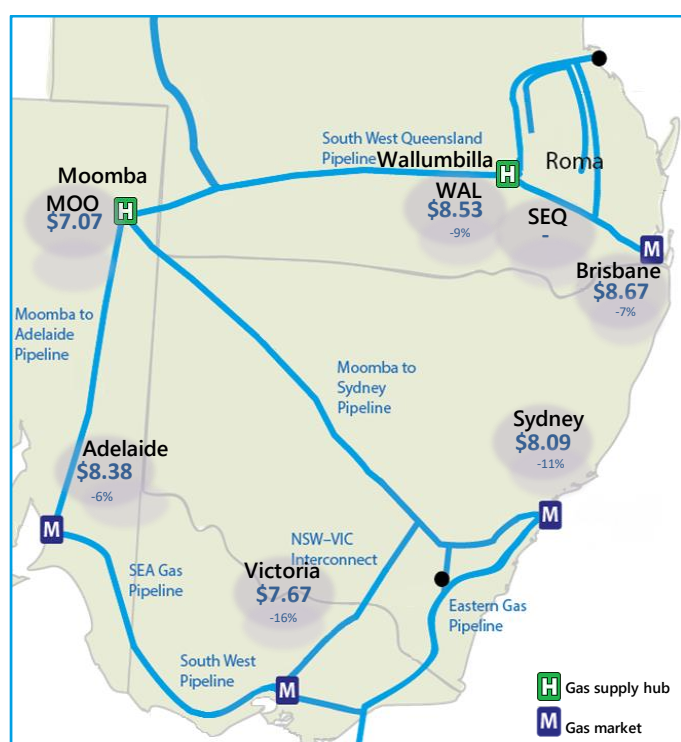 South West Queensland
Pipeline
Wallumbilla
H
Roma
Moomba
MOO
$7.07
H
WAL
$8.53
-9%
SEQ
-
M
Brisbane
$8.67
-7%
Moomba to
Adelaide
Pipeline
Moomba to
Sydney
Pipeline
Sydney
$8.09
-11%
Adelaide
$8.38
-6%
M
M
NSW–VIC
Interconnect
SEA Gas
Pipeline
Victoria
$7.67
-16%
Eastern Gas
Pipeline
South West
Pipeline
M
H Gas supply hub
M Gas market